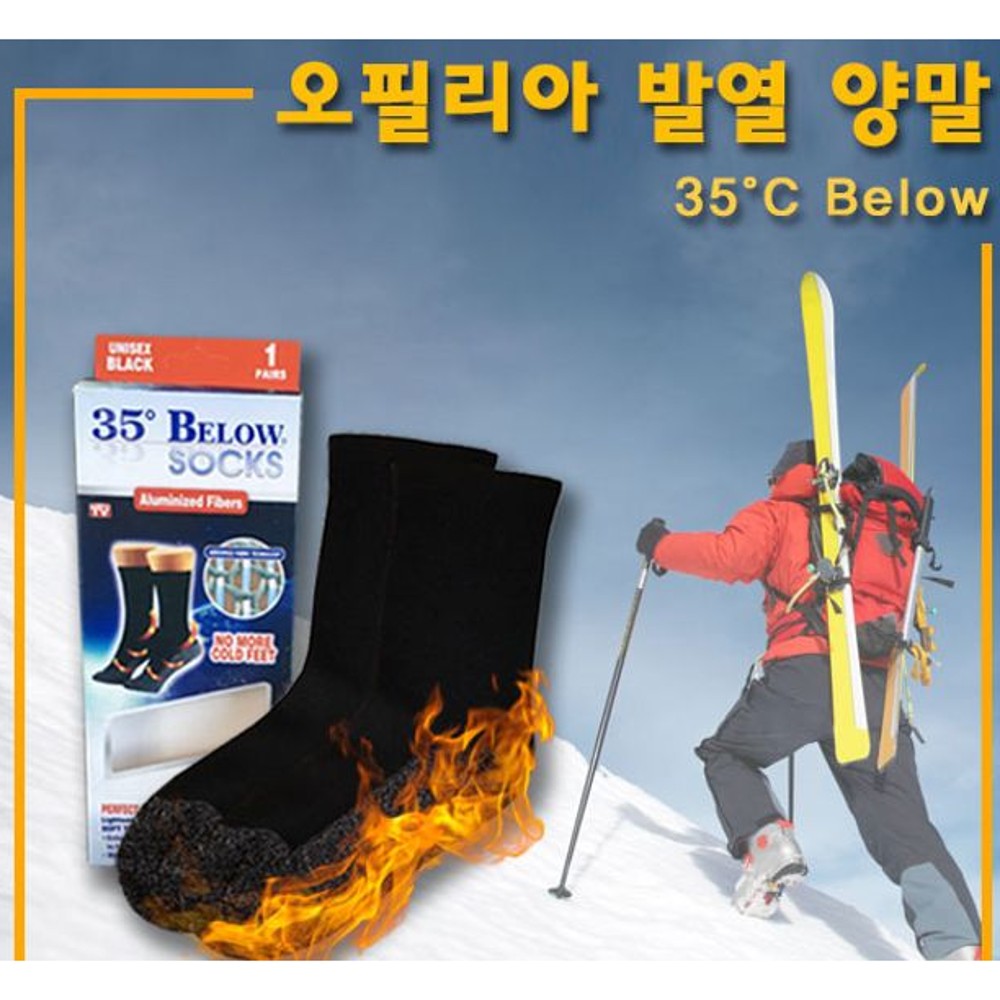 오필리아 발열 양말
35°C Below
UNISEX
BLACK
1
PAIRS
35° BELOW
SOCKS
Aluminized Fibers
TV
NO MORE
COLD FEET
PERFECT